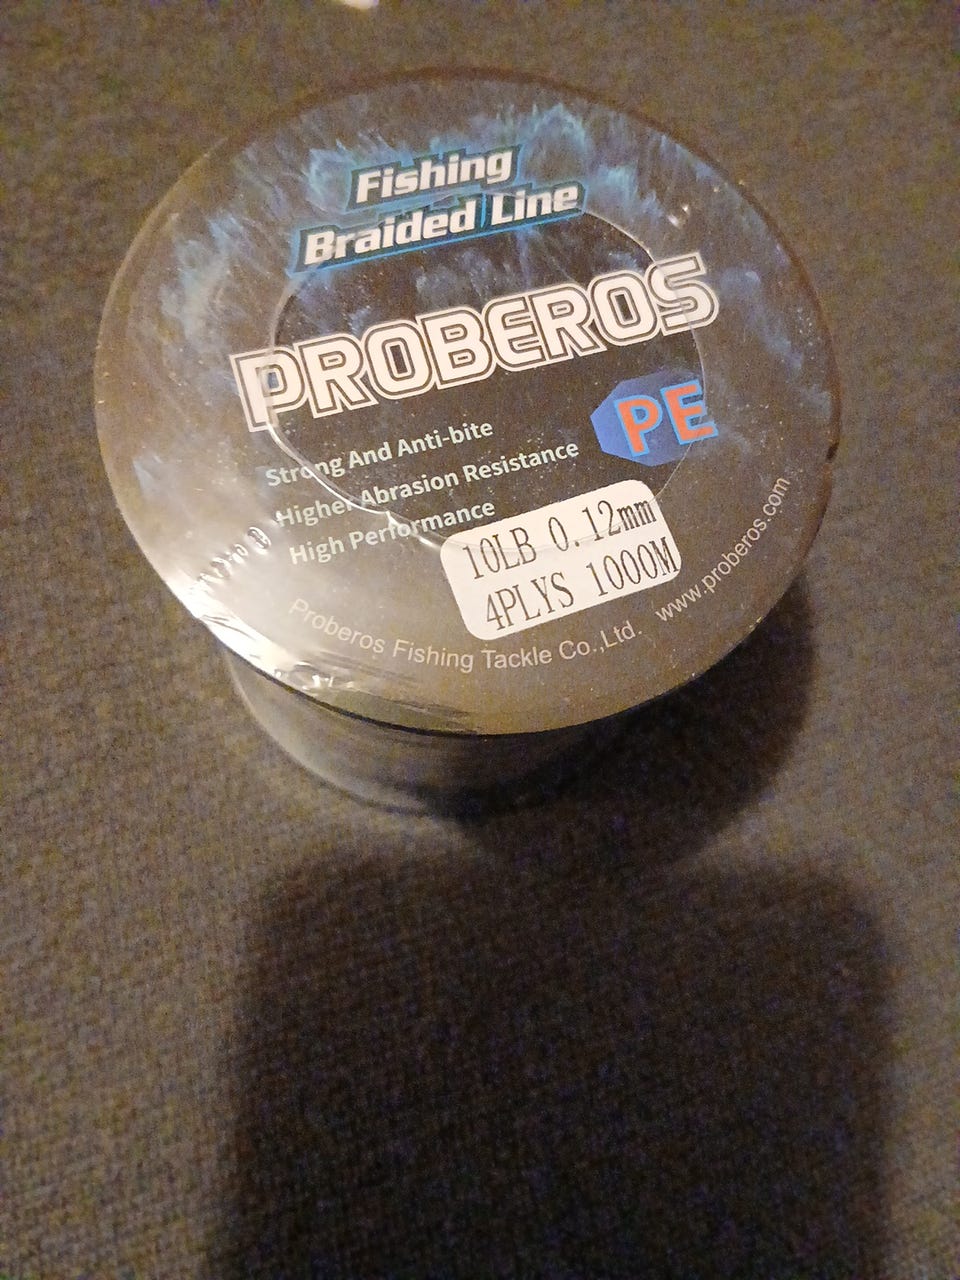 Fishing
Braided Line
PROBEROS
PE
Strong And Anti-bite
Higher Abrasion Resistance
High Performance
10LB 0.12mm
4PLYS 1000M
Proberos Fishing Tackle Co.,Ltd. www.proberos.com